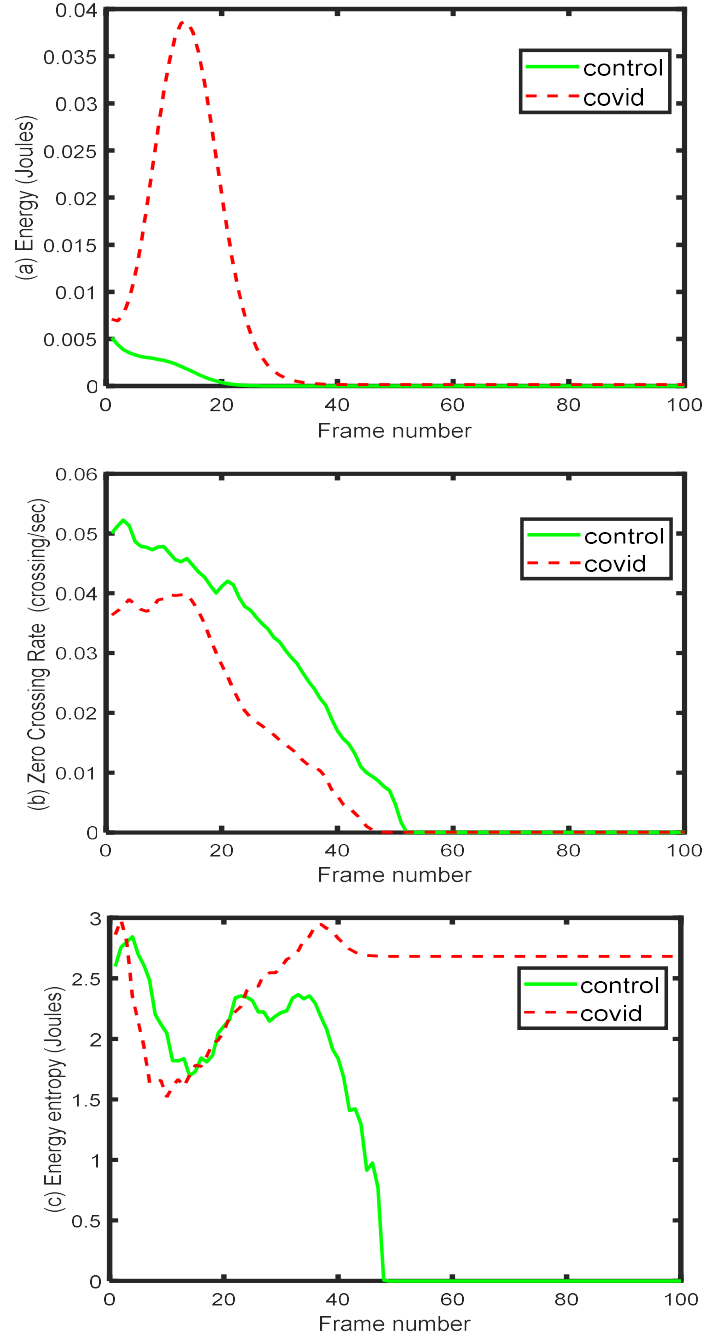 0.04
0.035
0.03
0.025
0.02
0.015
0.01
0.005
0
(a) Energy (Joules)
control
covid
0 20 40 60 80 100
Frame number
0.06
0.05
0.04
0.03
0.02
0.01
0
(b) Zero Crossing Rate (crossing/sec)
control
covid
0 20 40 60 80 100
Frame number
3
2.5
2
1.5
1
0.5
0
(c) Energy entropy (Joules)
control
covid
0 20 40 60 80 100
Frame number